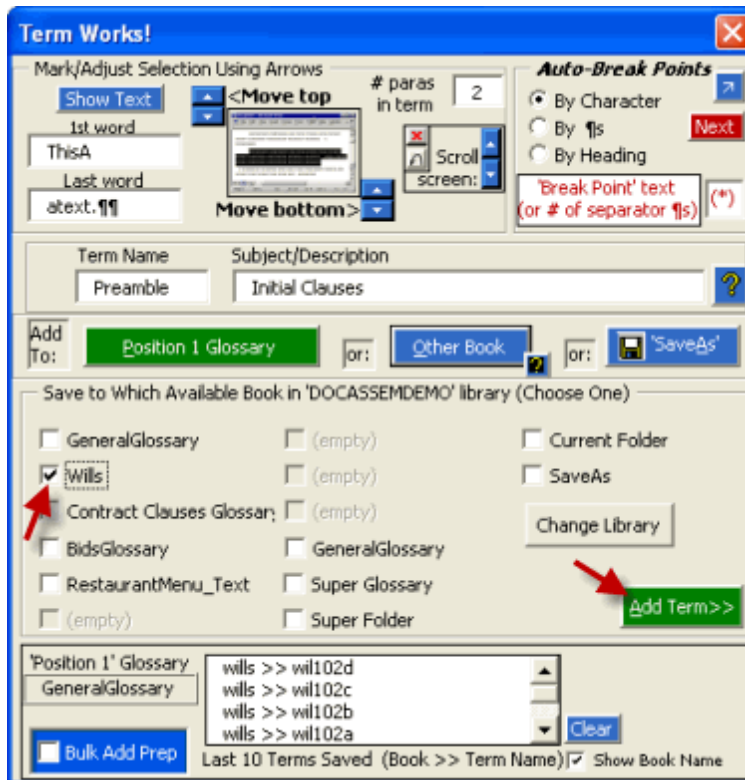 Term Works!
Mark/Adjust Selection Using Arrows
Show Text
1st word
ThisA
Last word
atext.¶¶
<Move top
Move bottom>
# paras
in term
2
Scroll
screen:
Auto-Break Points
By Character
By ¶s
By Heading
Next
'Break Point' text
(or # of separator ¶s)
(*)
Term Name
Subject/Description
Preamble
Initial Clauses
?
Add
To:
Position 1 Glossary
or:
Other Book
?
or:
'SaveAs'
Save to Which Available Book in 'DOCASSEMDEMO' library (Choose One)
GeneralGlossary
(empty)
Current Folder
Wills
(empty)
SaveAs
Contract Clauses Glossary
(empty)
Change Library
BidsGlossary
GeneralGlossary
RestaurantMenu_Text
Super Glossary
(empty)
Super Folder
Add Term>>
'Position 1' Glossary
GeneralGlossary
Bulk Add Prep
wills >> wil102d
wills >> wil102c
wills >> wil102b
wills >> wil102a
Clear
Last 10 Terms Saved (Book >> Term Name)
Show Book Name